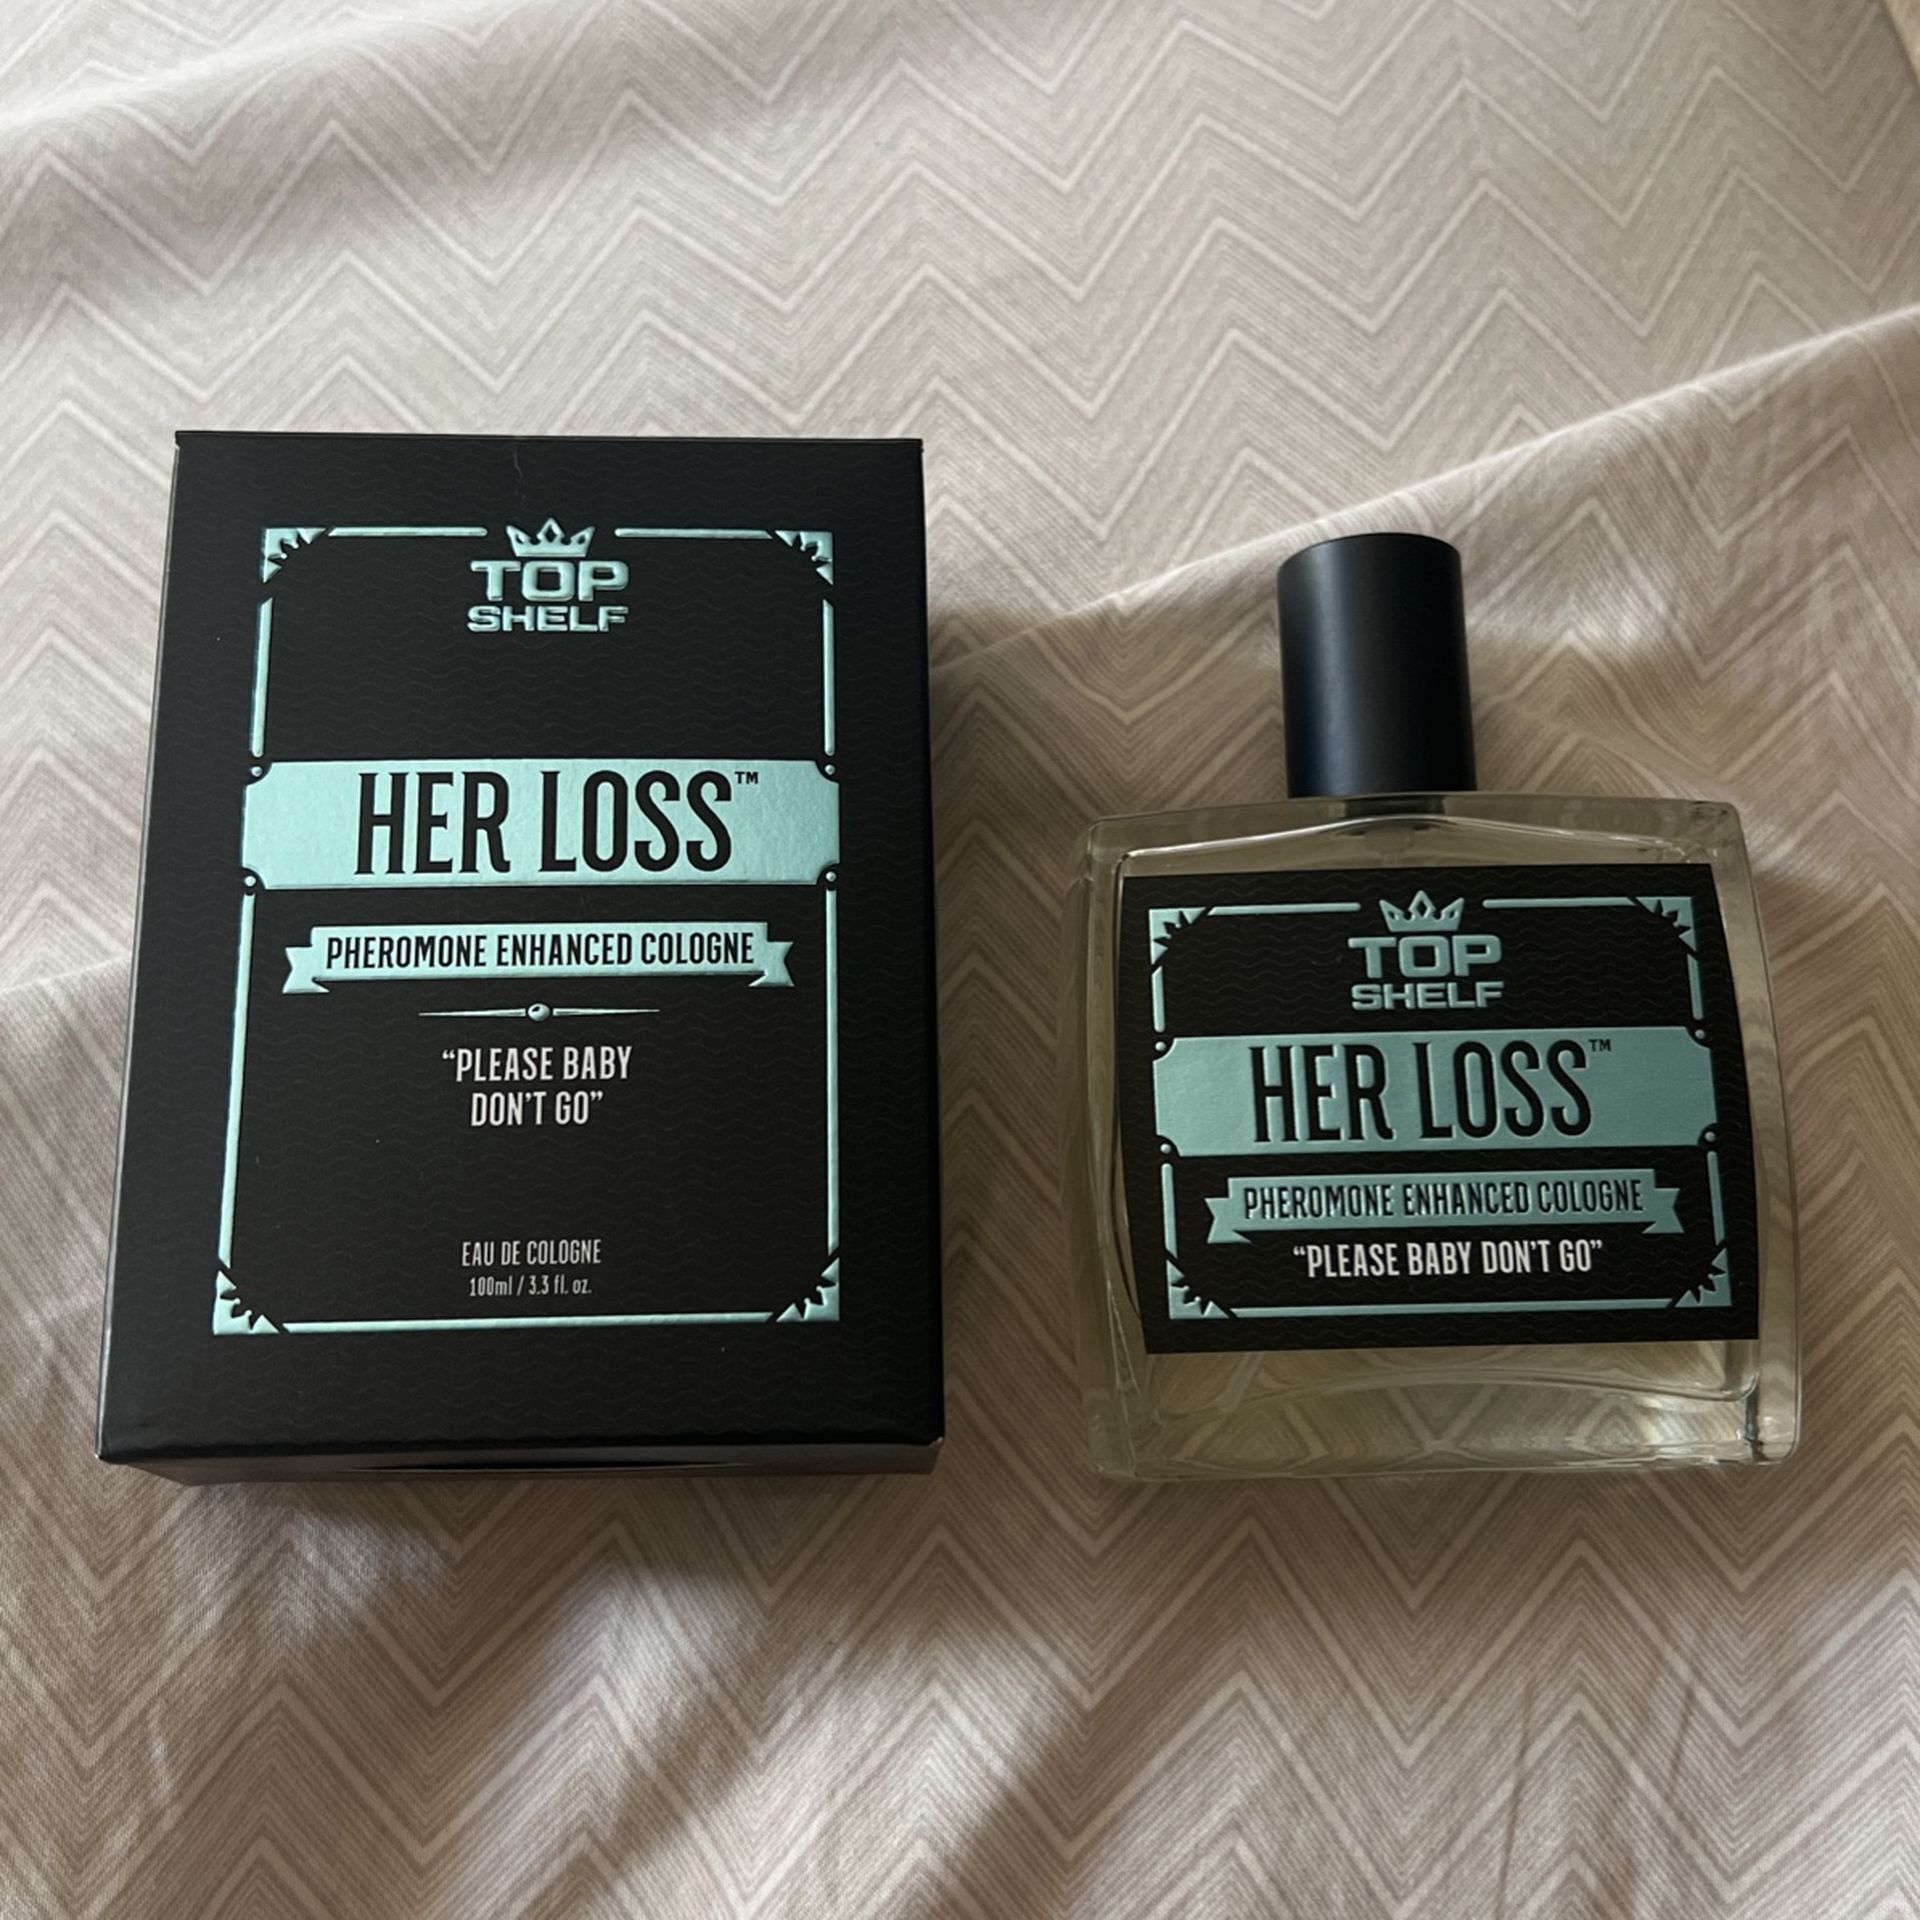 TOP
SHELF
HER LOSS™
PHEROMONE ENHANCED COLOGNE
“PLEASE BABY
DON’T GO”
EAU DE COLOGNE
100ml / 3.3 fl. oz.
TOP
SHELF
HER LOSS™
PHEROMONE ENHANCED COLOGNE
“PLEASE BABY DON’T GO”